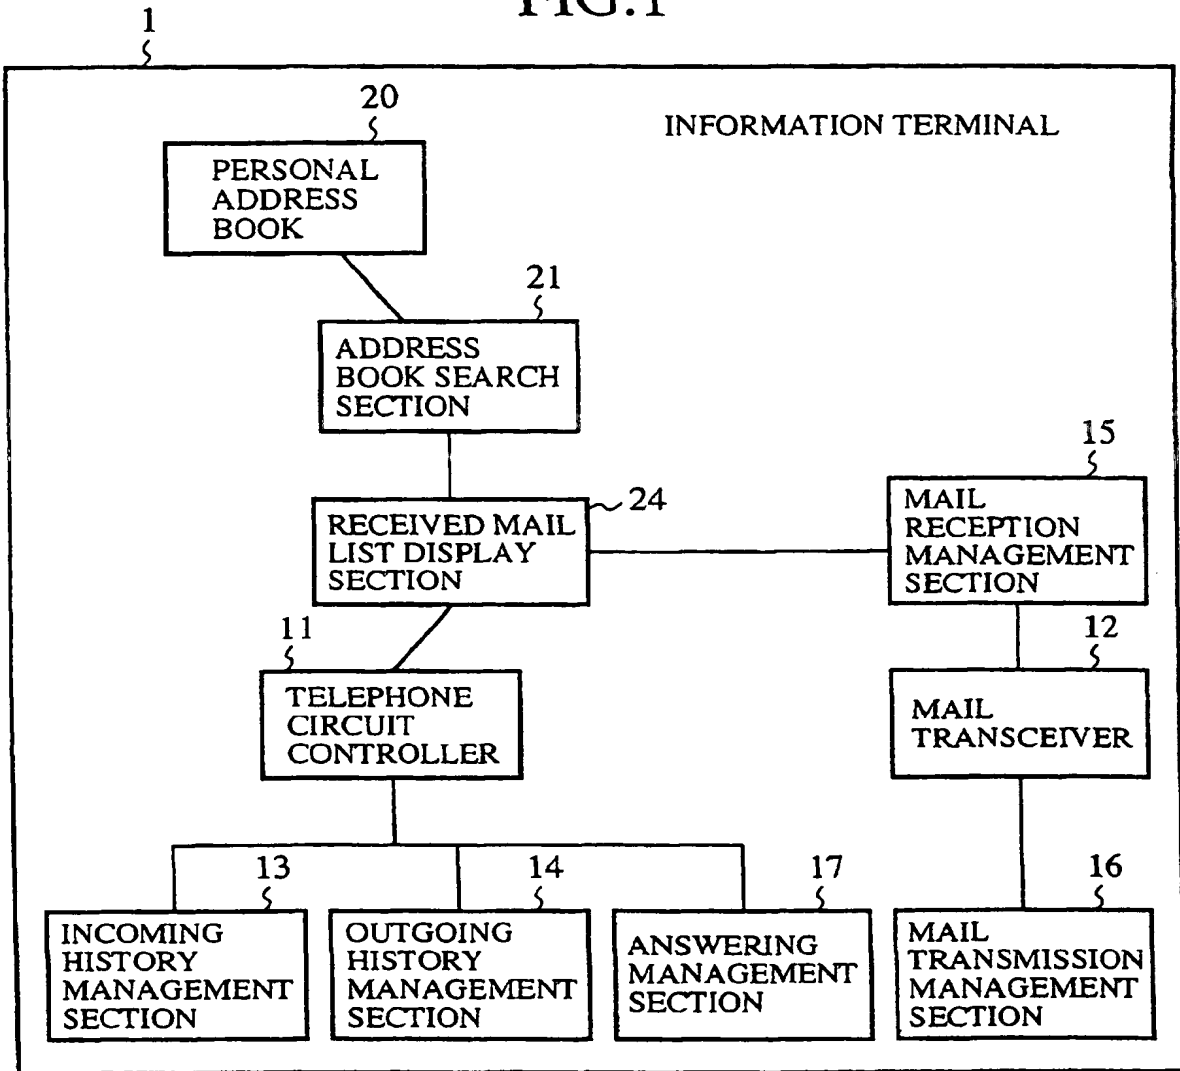 FIG.1
1
INFORMATION TERMINAL
20
PERSONAL
ADDRESS
BOOK
21
ADDRESS
BOOK SEARCH
SECTION
24
RECEIVED MAIL
LIST DISPLAY
SECTION
15
MAIL
RECEPTION
MANAGEMENT
SECTION
11
TELEPHONE
CIRCUIT
CONTROLLER
12
MAIL
TRANSCEIVER
13
INCOMING
HISTORY
MANAGEMENT
SECTION
14
OUTGOING
HISTORY
MANAGEMENT
SECTION
17
ANSWERING
MANAGEMENT
SECTION
16
MAIL
TRANSMISSION
MANAGEMENT
SECTION